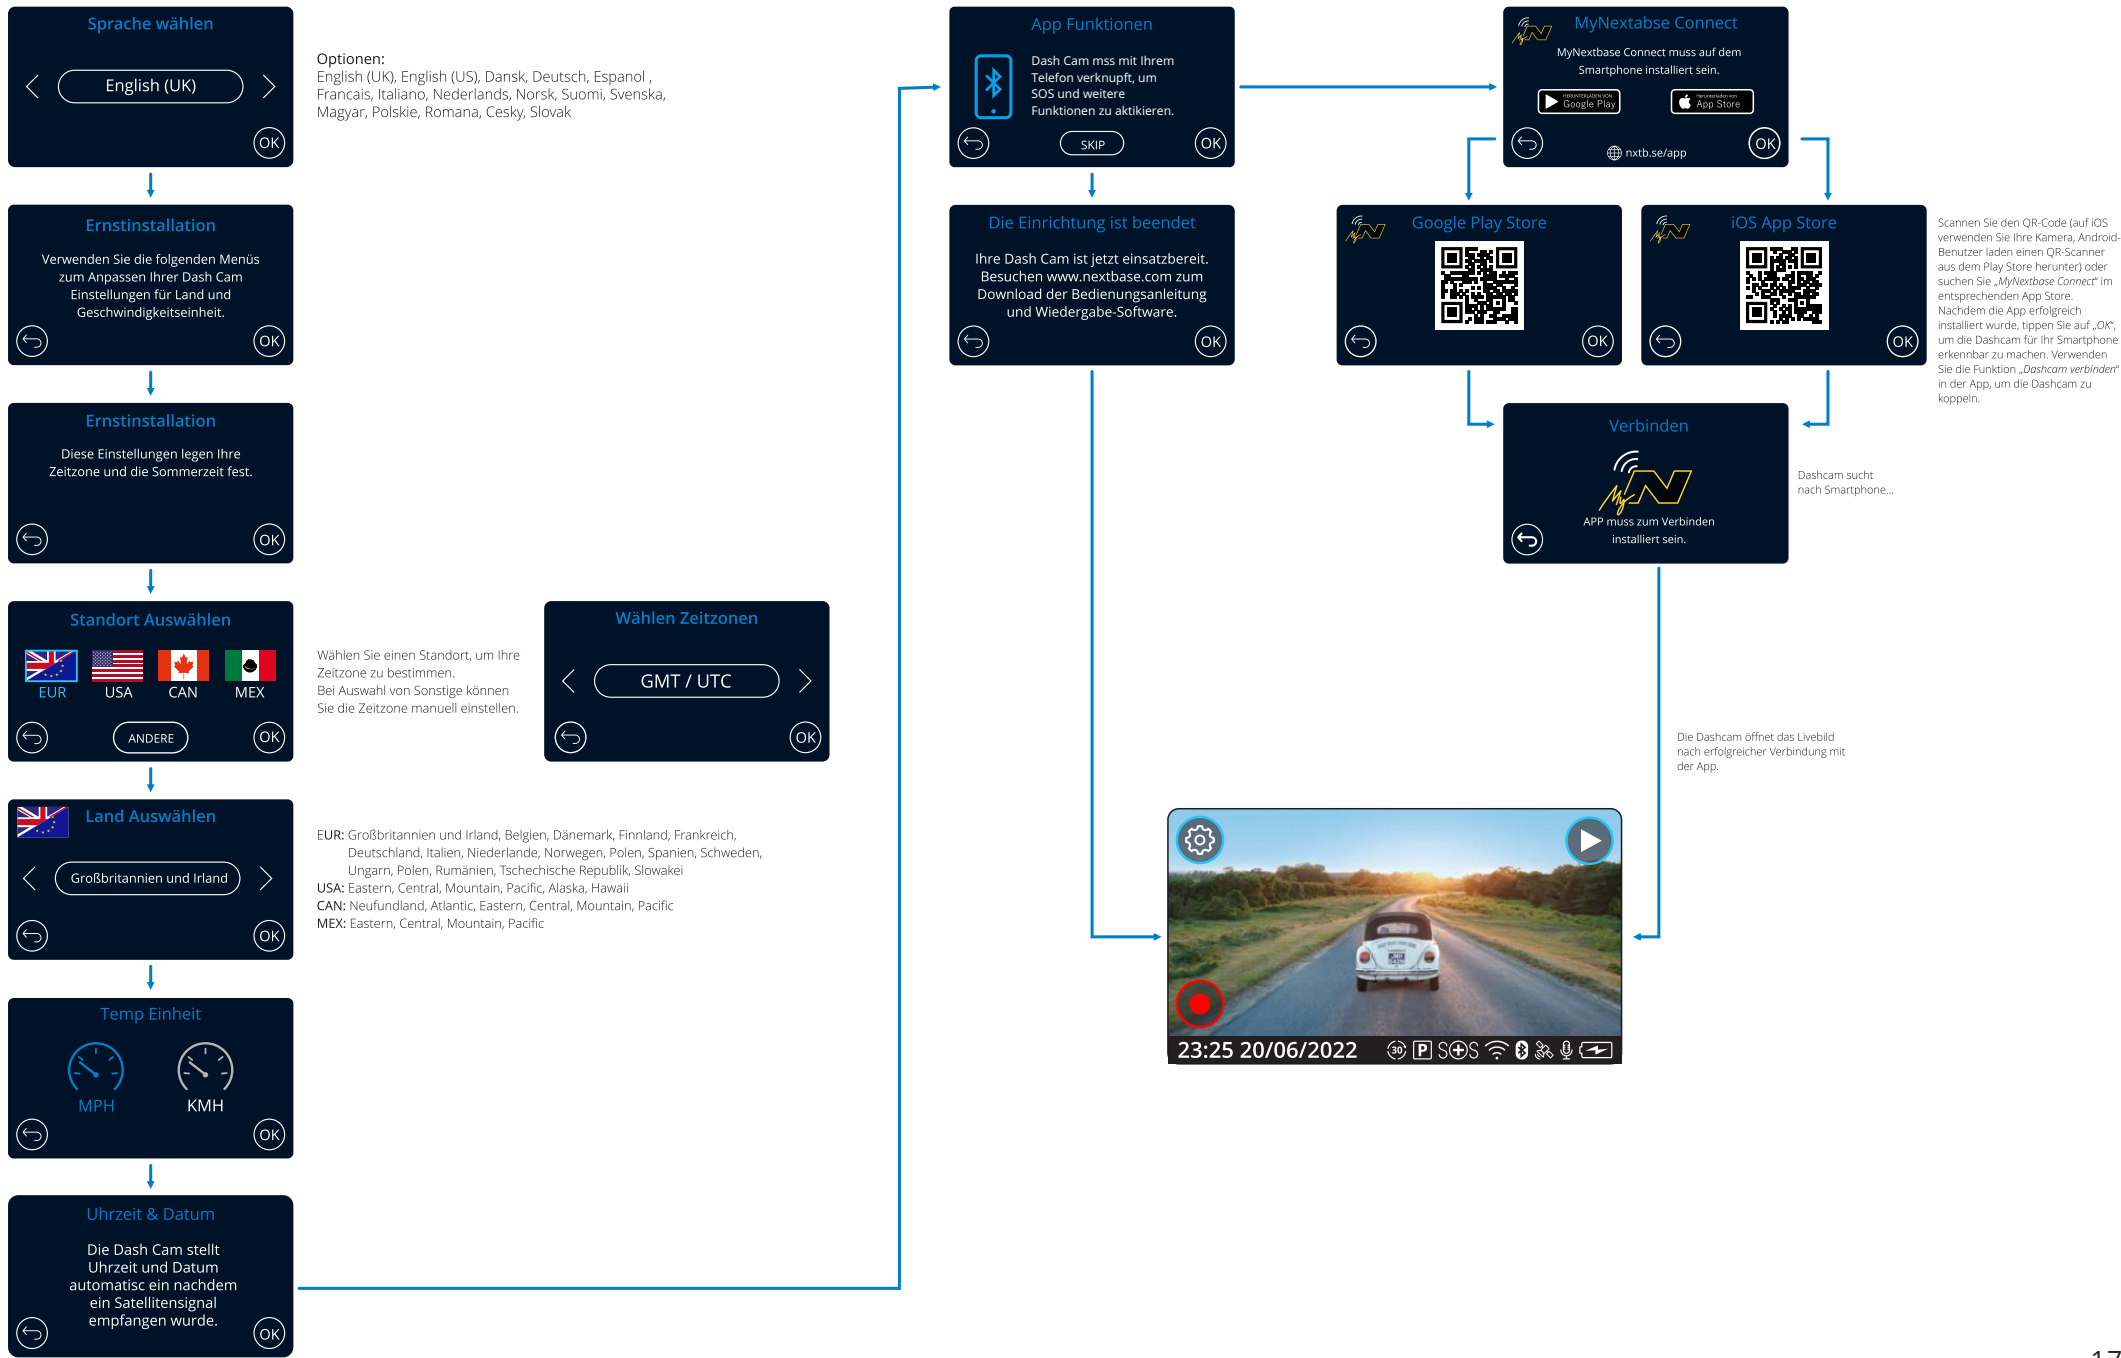 Sprache wählen
English (UK)
OK
Optionen:
English (UK), English (US), Dansk, Deutsch, Espanol ,
Francais, Italiano, Nederlands, Norsk, Suomi, Svenska,
Magyar, Polskie, Romana, Cesky, Slovak
Ernstinstallation
Verwenden Sie die folgenden Menüs
zum Anpassen Ihrer Dash Cam
Einstellungen für Land und
Geschwindigkeitseinheit.
OK
Ernstinstallation
Diese Einstellungen legen Ihre
Zeitzone und die Sommerzeit fest.
OK
Standort Auswählen
EUR USA CAN MEX
ANDERE
OK
Wählen Sie einen Standort, um Ihre
Zeitzone zu bestimmen.
Bei Auswahl von Sonstige können
Sie die Zeitzone manuell einstellen.
Wählen Zeitzonen
GMT / UTC
OK
Land Auswählen
Großbritannien und Irland
OK
EUR: Großbritannien und Irland, Belgien, Dänemark, Finnland, Frankreich,
Deutschland, Italien, Niederlande, Norwegen, Polen, Spanien, Schweden,
Ungarn, Polen, Rumänien, Tschechische Republik, Slowakei
USA: Eastern, Central, Mountain, Pacific, Alaska, Hawaii
CAN: Neufundland, Atlantic, Eastern, Central, Mountain, Pacific
MEX: Eastern, Central, Mountain, Pacific
Temp Einheit
MPH KMH
OK
Uhrzeit & Datum
Die Dash Cam stellt
Uhrzeit und Datum
automatisc ein nachdem
ein Satellitensignal
empfangen wurde.
OK
App Funktionen
Dash Cam mss mit Ihrem
Telefon verknupft, um
SOS und weitere
Funktionen zu aktikieren.
SKIP
OK
Die Einrichtung ist beendet
Ihre Dash Cam ist jetzt einsatzbereit.
Besuchen www.nextbase.com zum
Download der Bedienungsanleitung
und Wiedergabe-Software.
OK
MyNextabse Connect
MyN
MyNextbase Connect muss auf dem
Smartphone installiert sein.
HERUNTERLADEN VON
Google Play
Herunterladen von
App Store
nxtb.se/app
OK
Google Play Store
MyN
OK
iOS App Store
MyN
OK
Scannen Sie den QR-Code (auf iOS
verwenden Sie Ihre Kamera, Android-
Benutzer laden einen QR-Scanner
aus dem Play Store herunter) oder
suchen Sie „MyNextbase Connect“ im
entsprechenden App Store.
Nachdem die App erfolgreich
installiert wurde, tippen Sie auf „OK“,
um die Dashcam für Ihr Smartphone
erkennbar zu machen. Verwenden
Sie die Funktion „Dashcam verbinden“
in der App, um die Dashcam zu
koppeln.
Verbinden
MyN
APP muss zum Verbinden
installiert sein.
Dashcam sucht
nach Smartphone...
Die Dashcam öffnet das Livebild
nach erfolgreicher Verbindung mit
der App.
23:25 20/06/2022 30 P SOS
17